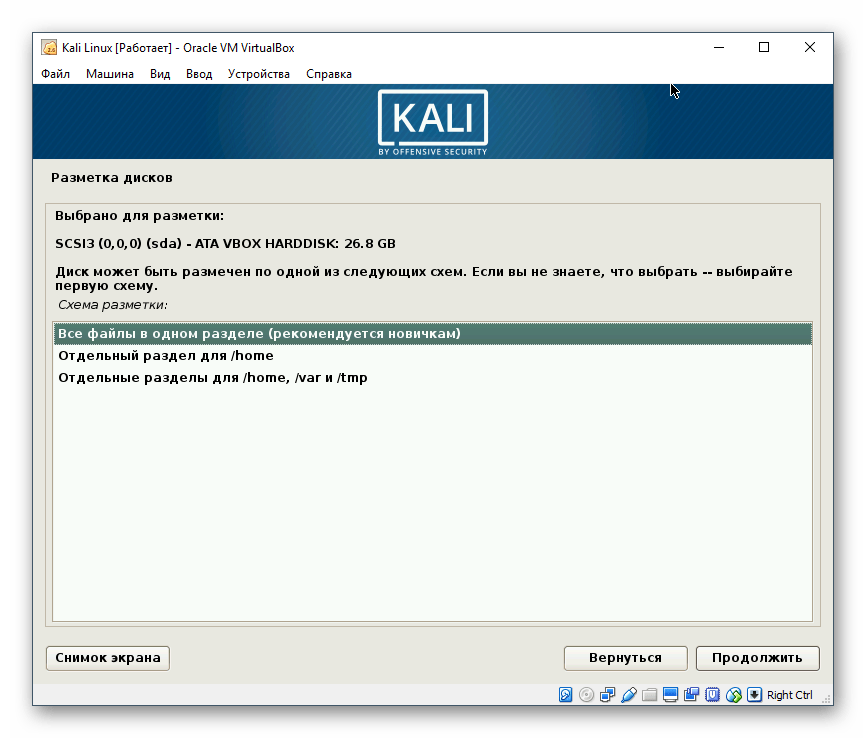 Kali Linux [Работает] - Oracle VM VirtualBox
Файл Машина Вид Ввод Устройства Справка
KALI
BY OFFENSIVE SECURITY
Разметка дисков
Выбрано для разметки:
SCSI3 (0,0,0) (sda) - ATA VBOX HARDDISK: 26.8 GB
Диск может быть размечен по одной из следующих схем. Если вы не знаете, что выбрать -- выбирайте
первую схему.
Схема разметки:
Все файлы в одном разделе (рекомендуется новичкам)
Отдельный раздел для /home
Отдельные разделы для /home, /var и /tmp
Снимок экрана Вернуться Продолжить
Right Ctrl